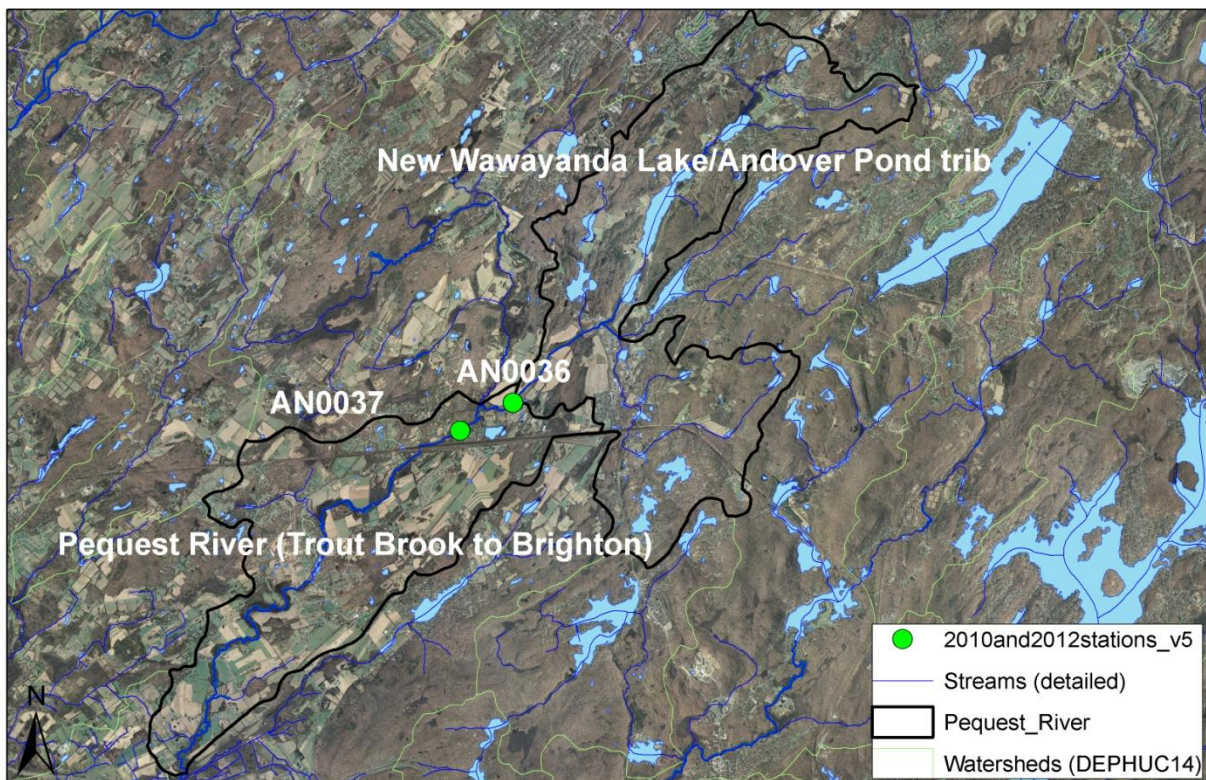 New Wawayanda Lake/Andover Pond trib
AN0036
AN0037
Pequest River (Trout Brook to Brighton)
N
2010and2012stations_v5
Streams (detailed)
Pequest_River
Watersheds (DEPHUC14)